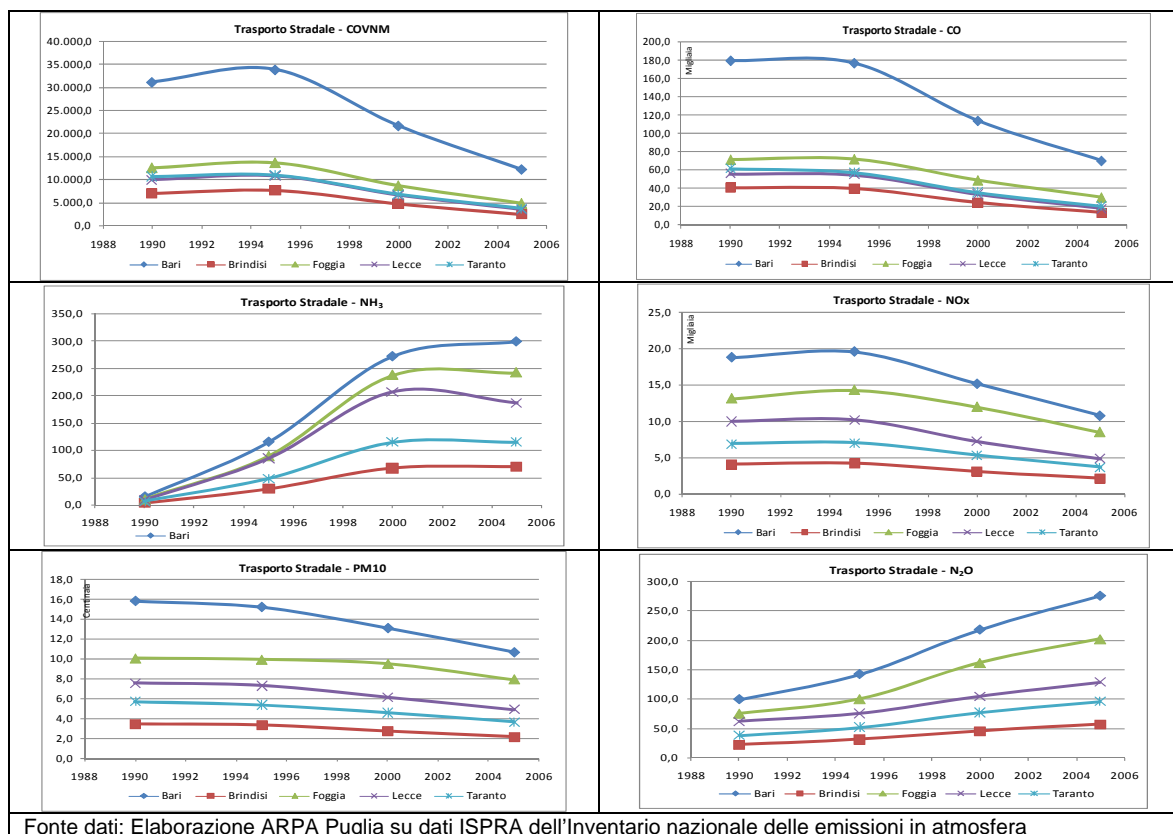 Trasporto Stradale - COVNM
40.000,0
35.000,0
30.000,0
25.000,0
20.000,0
15.000,0
10.000,0
5.000,0
0,0
1988 1990 1992 1994 1996 1998 2000 2002 2004 2006
Bari Brindisi Foggia Lecce Taranto
Trasporto Stradale - CO
Migliaia
200,0
180,0
160,0
140,0
120,0
100,0
80,0
60,0
40,0
20,0
0,0
1988 1990 1992 1994 1996 1998 2000 2002 2004 2006
Bari Brindisi Foggia Lecce Taranto
Trasporto Stradale - NH₃
350,0
300,0
250,0
200,0
150,0
100,0
50,0
0,0
1988 1990 1992 1994 1996 1998 2000 2002 2004 2006
Bari
Trasporto Stradale - NOx
Migliaia
25,0
20,0
15,0
10,0
5,0
0,0
1988 1990 1992 1994 1996 1998 2000 2002 2004 2006
Bari Brindisi Foggia Lecce Taranto
Trasporto Stradale - PM10
Centinaia
18,0
16,0
14,0
12,0
10,0
8,0
6,0
4,0
2,0
0,0
1988 1990 1992 1994 1996 1998 2000 2002 2004 2006
Bari Brindisi Foggia Lecce Taranto
Trasporto Stradale - N₂O
300,0
250,0
200,0
150,0
100,0
50,0
0,0
1988 1990 1992 1994 1996 1998 2000 2002 2004 2006
Bari Brindisi Foggia Lecce Taranto
Fonte dati: Elaborazione ARPA Puglia su dati ISPRA dell'Inventario nazionale delle emissioni in atmosfera